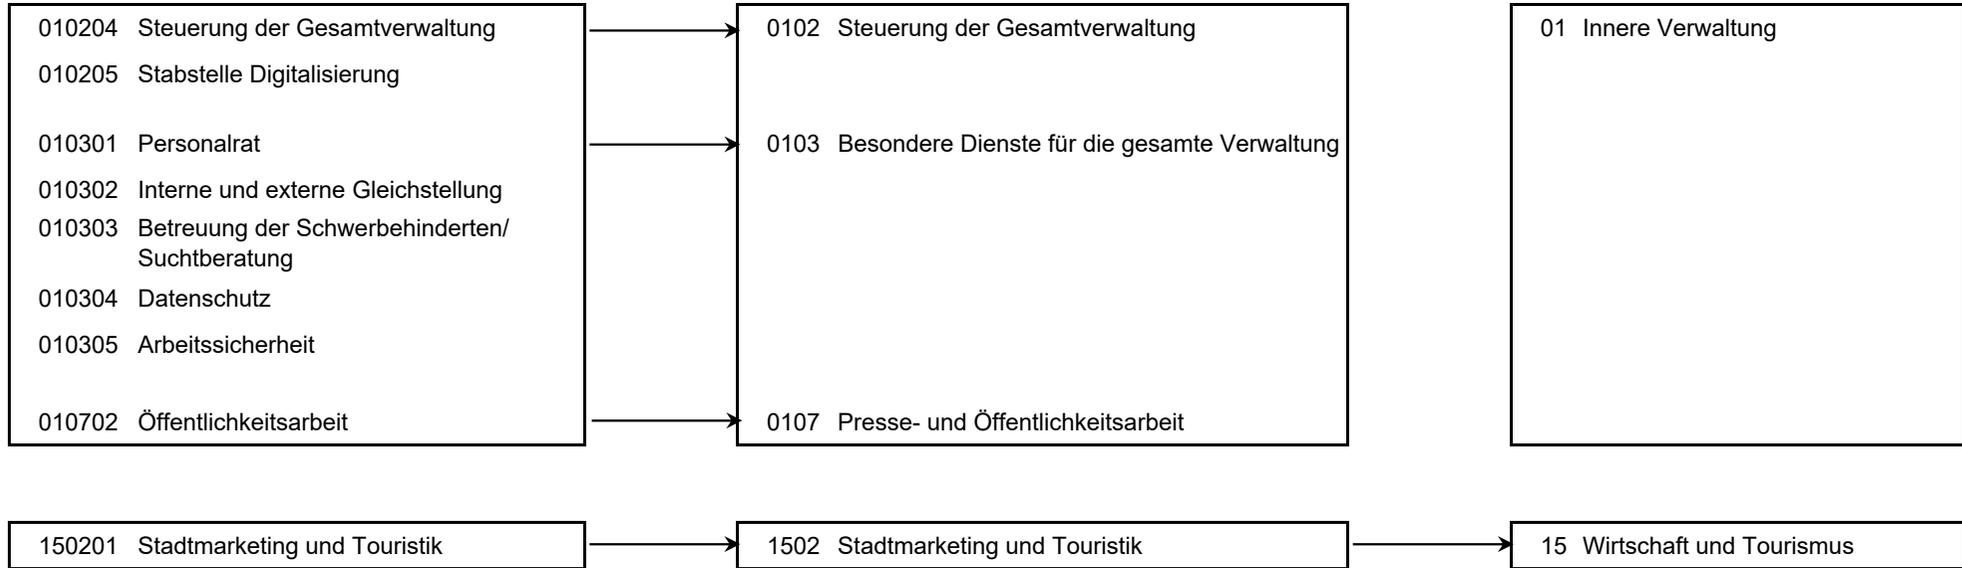 010204 Steuerung der Gesamtverwaltung
0102 Steuerung der Gesamtverwaltung
01 Innere Verwaltung
010205 Stabstelle Digitalisierung
010301 Personalrat
0103 Besondere Dienste für die gesamte Verwaltung
010302 Interne und externe Gleichstellung
010303 Betreuung der Schwerbehinderten/
Suchtberatung
010304 Datenschutz
010305 Arbeitssicherheit
010702 Öffentlichkeitsarbeit
0107 Presse- und Öffentlichkeitsarbeit
150201 Stadtmarketing und Touristik
1502 Stadtmarketing und Touristik
15 Wirtschaft und Tourismus